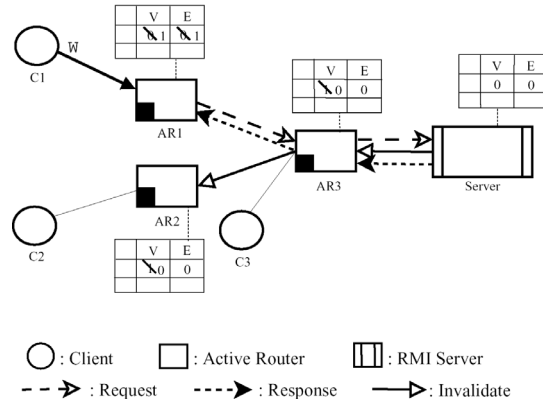 V E
0 1 0 1
W
C1
AR1
V E
1 0 0
AR3
V E
0 0
Server
AR2
C2
C3
V E
1 0 0
: Client : Active Router : RMI Server
: Request : Response : Invalidate